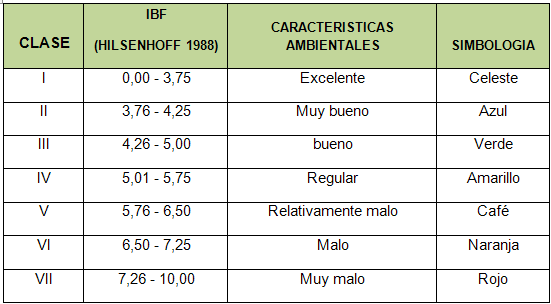 CLASE IBF (HILSENHOFF 1988) CARACTERISTICAS AMBIENTALES SIMBOLOGIA
I 0,00 - 3,75 Excelente Celeste
II 3,76 - 4,25 Muy bueno Azul
III 4,26 - 5,00 bueno Verde
IV 5,01 - 5,75 Regular Amarillo
V 5,76 - 6,50 Relativamente malo Café
VI 6,50 - 7,25 Malo Naranja
VII 7,26 - 10,00 Muy malo Rojo